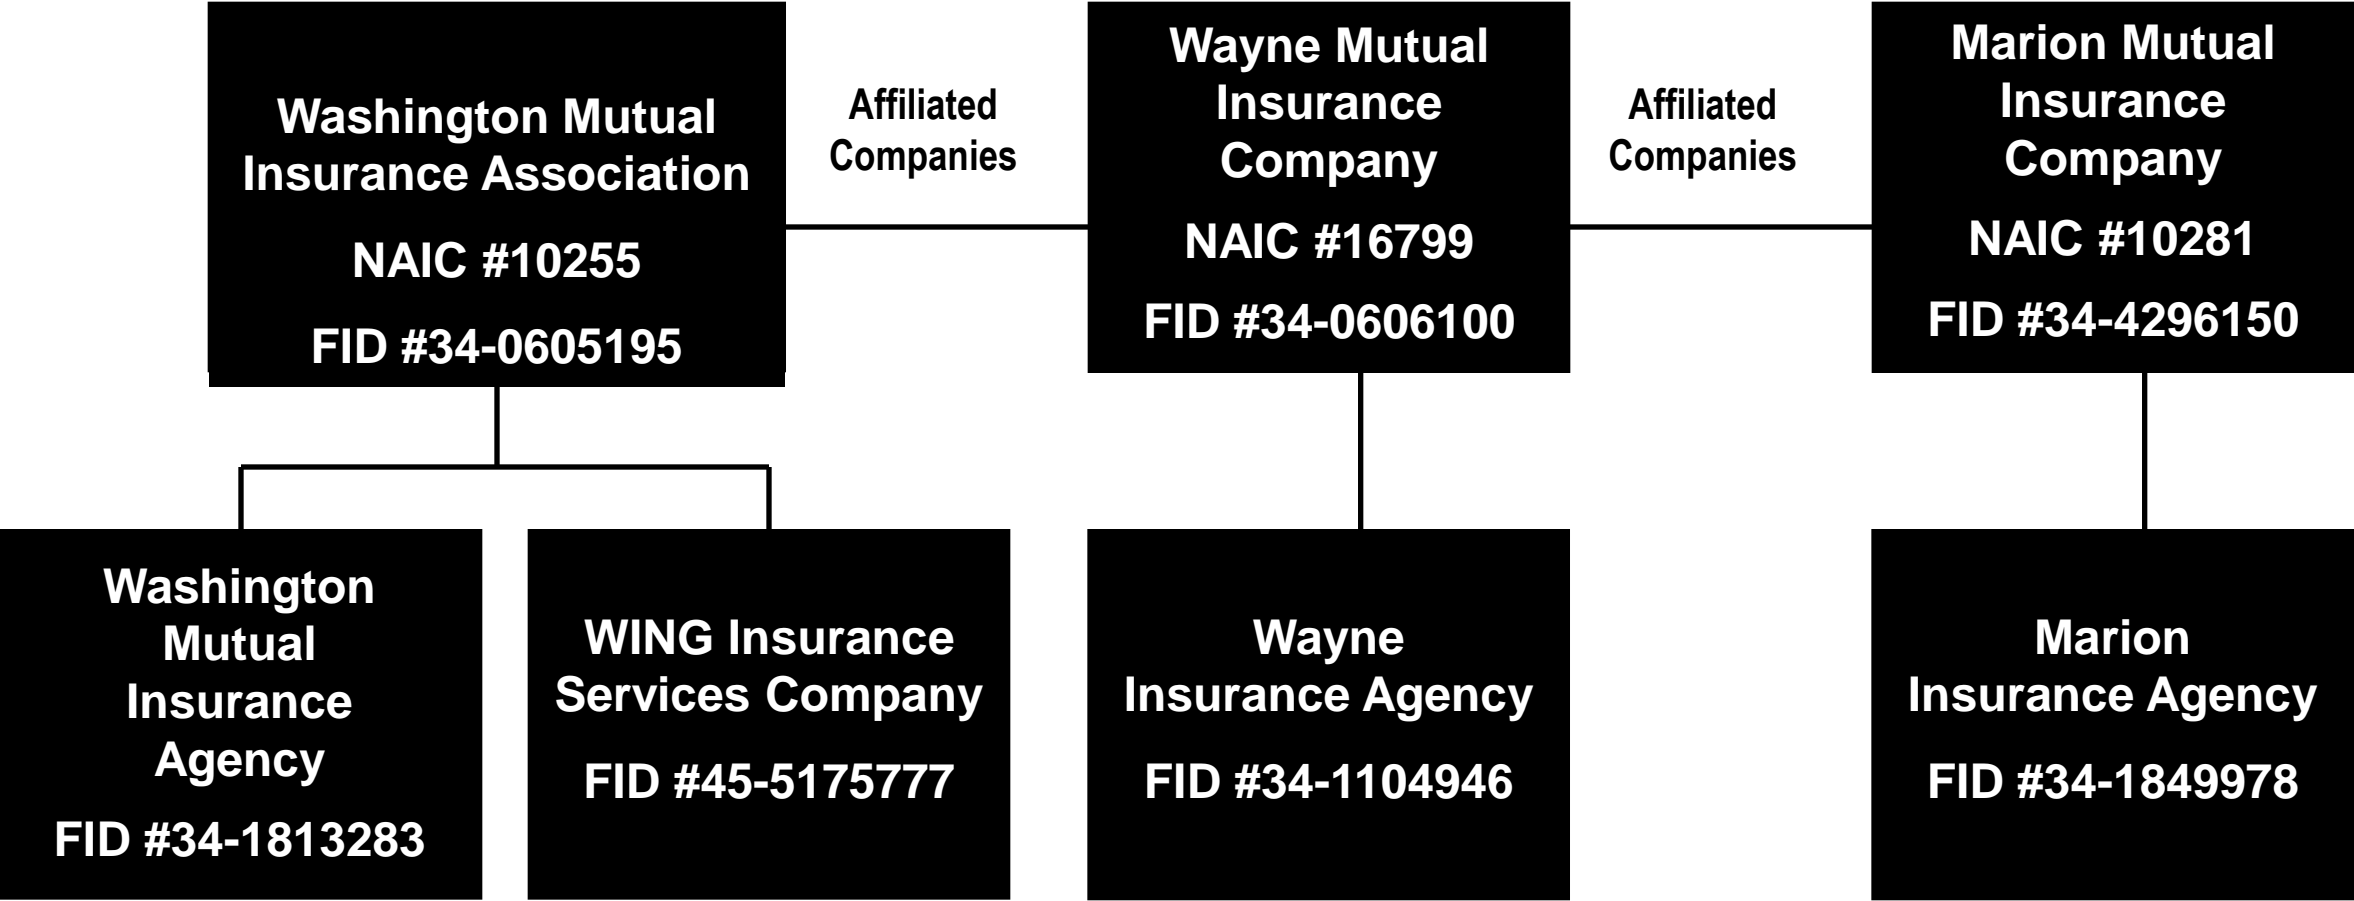 Washington Mutual
Insurance Association
NAIC #10255
FID #34-0605195
Affiliated
Companies
Wayne Mutual
Insurance
Company
NAIC #16799
FID #34-0606100
Affiliated
Companies
Marion Mutual
Insurance
Company
NAIC #10281
FID #34-4296150
Washington
Mutual
Insurance
Agency
FID #34-1813283
WING Insurance
Services Company
FID #45-5175777
Wayne
Insurance Agency
FID #34-1104946
Marion
Insurance Agency
FID #34-1849978